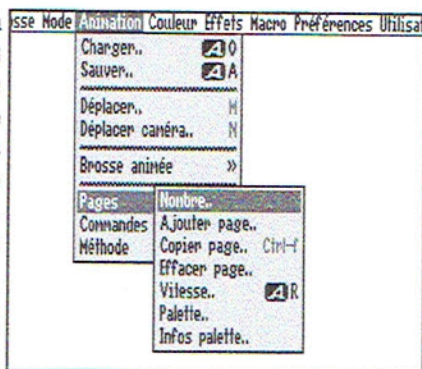 sse Mode Animation Couleur Effets Macro Préférences Utilisat
Charger.. A O
Sauver.. A A
Déplacer.. M
Déplacer caméra.. N
Brosse animée »
Pages Nombre..
Commandes Ajouter page..
Méthode Copier page.. Ctrl-f
Effacer page..
Vitesse.. A R
Palette..
Infos palette..